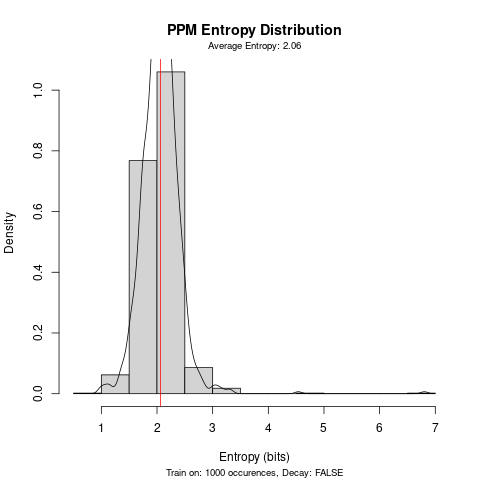 PPM Entropy Distribution
Average Entropy: 2.06
Density
1.0
0.8
0.6
0.4
0.2
0.0
1 2 3 4 5 6 7
Entropy (bits)
Train on: 1000 occurences, Decay: FALSE